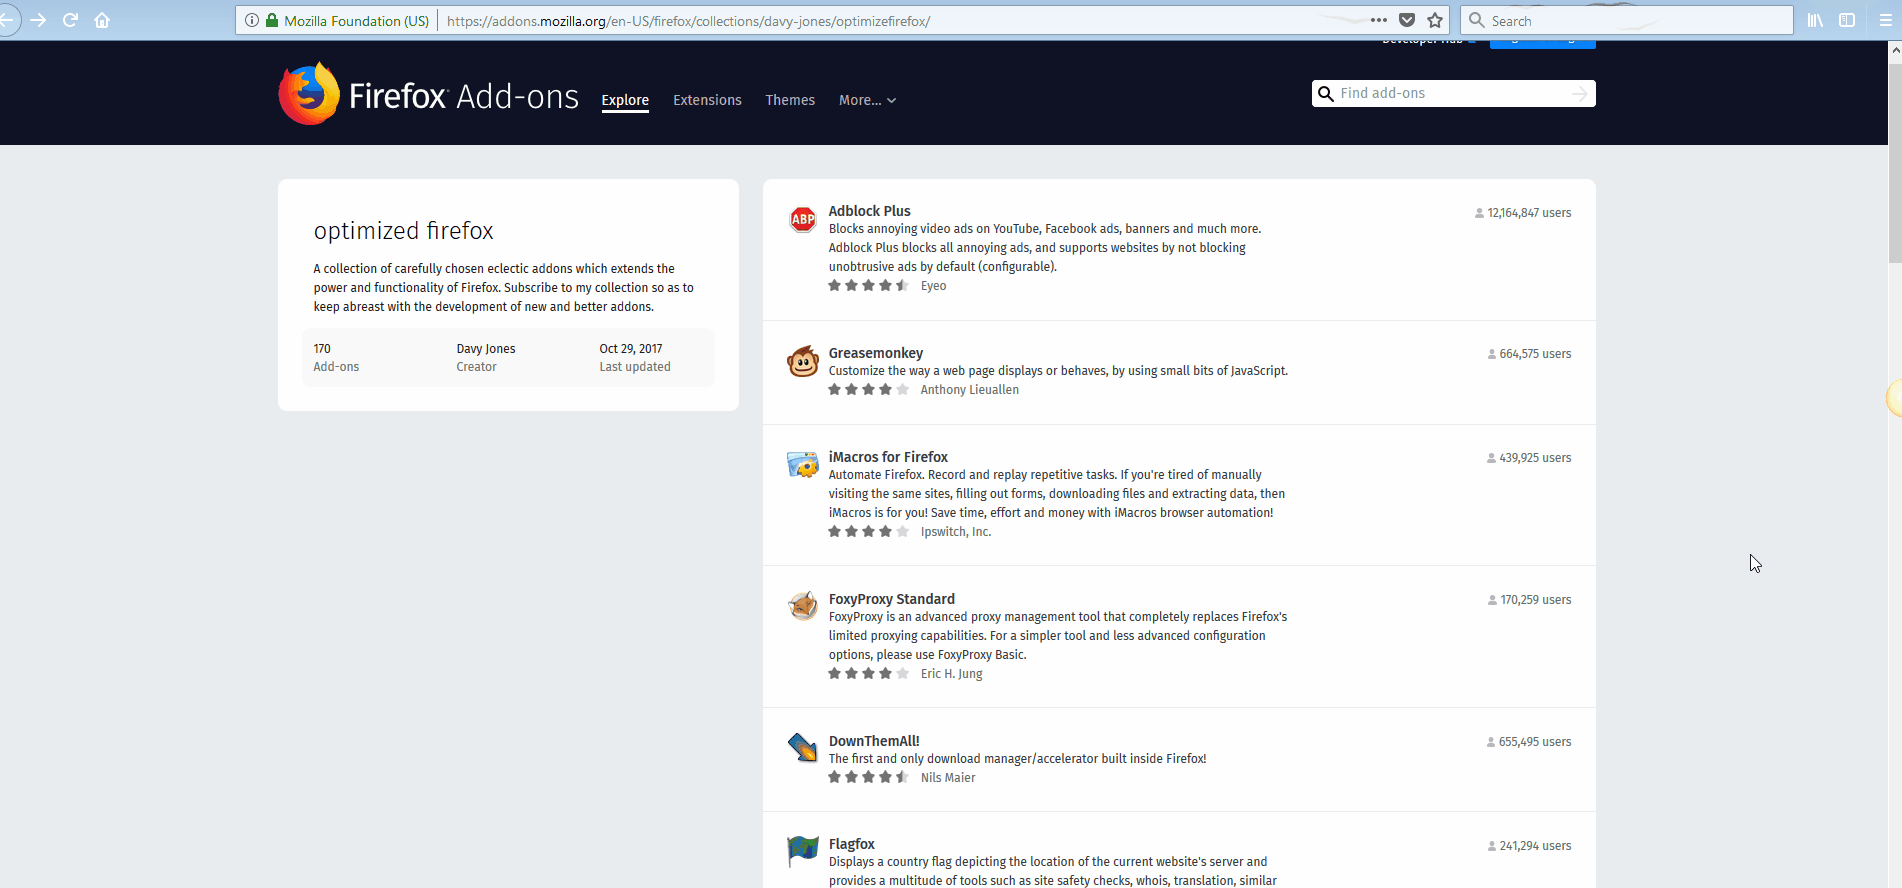 Mozilla Foundation (US)
https://addons.mozilla.org/en-US/firefox/collections/davy-jones/optimizefirefox/
Search
Developer Hub
Firefox Add-ons
Explore
Extensions
Themes
More...
Find add-ons
optimized firefox
A collection of carefully chosen eclectic addons which extends the
power and functionality of Firefox. Subscribe to my collection so as to
keep abreast with the development of new and better addons.
170
Add-ons
Davy Jones
Creator
Oct 29, 2017
Last updated
ABP
Adblock Plus
12,164,847 users
Blocks annoying video ads on YouTube, Facebook ads, banners and much more.
Adblock Plus blocks all annoying ads, and supports websites by not blocking
unobtrusive ads by default (configurable).
Eyeo
Greasemonkey
664,575 users
Customize the way a web page displays or behaves, by using small bits of JavaScript.
Anthony Lieuallen
iMacros for Firefox
439,925 users
Automate Firefox. Record and replay repetitive tasks. If you're tired of manually
visiting the same sites, filling out forms, downloading files and extracting data, then
iMacros is for you! Save time, effort and money with iMacros browser automation!
Ipswitch, Inc.
FoxyProxy Standard
170,259 users
FoxyProxy is an advanced proxy management tool that completely replaces Firefox's
limited proxying capabilities. For a simpler tool and less advanced configuration
options, please use FoxyProxy Basic.
Eric H. Jung
DownThemAll!
655,495 users
The first and only download manager/accelerator built inside Firefox!
Nils Maier
Flagfox
241,294 users
Displays a country flag depicting the location of the current website's server and
provides a multitude of tools such as site safety checks, whois, translation, similar